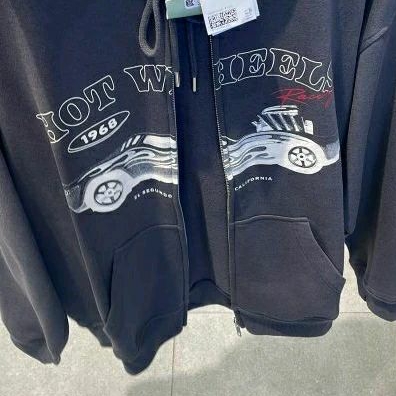 HOT WHEELS
Racing
1968
EL SEGUNDO
CALIFORNIA